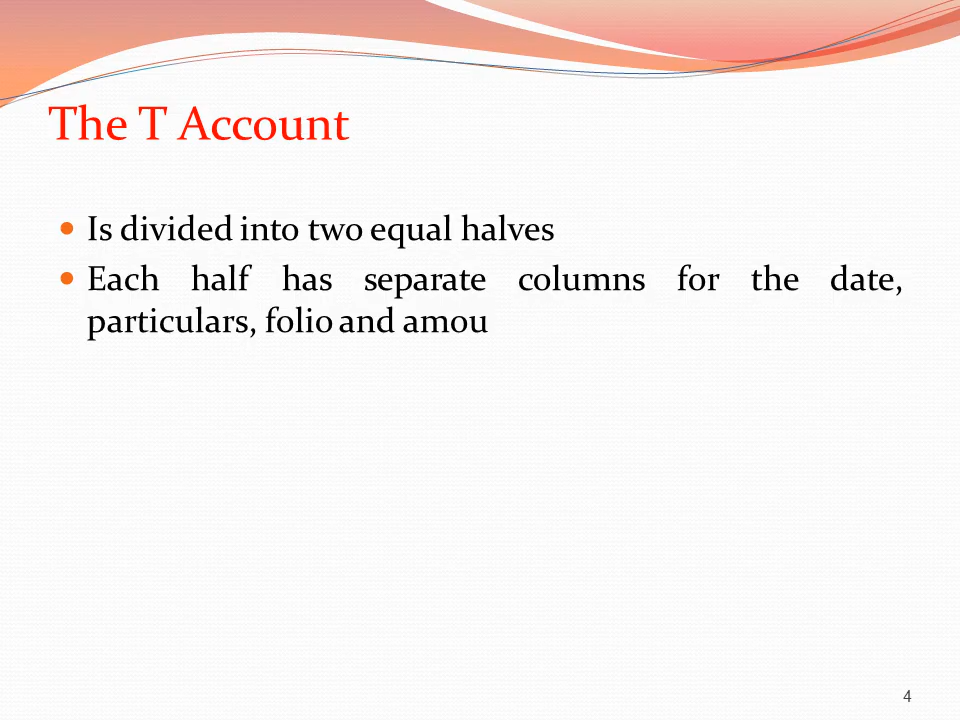 The T Account
Is divided into two equal halves
Each half has separate columns for the date,
particulars, folio and amou
4